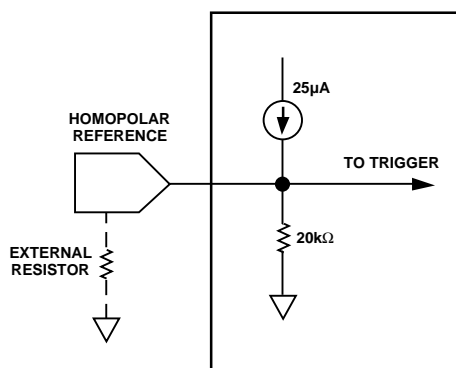 25µA
HOMOPOLAR
REFERENCE
TO TRIGGER
20kΩ
EXTERNAL
RESISTOR